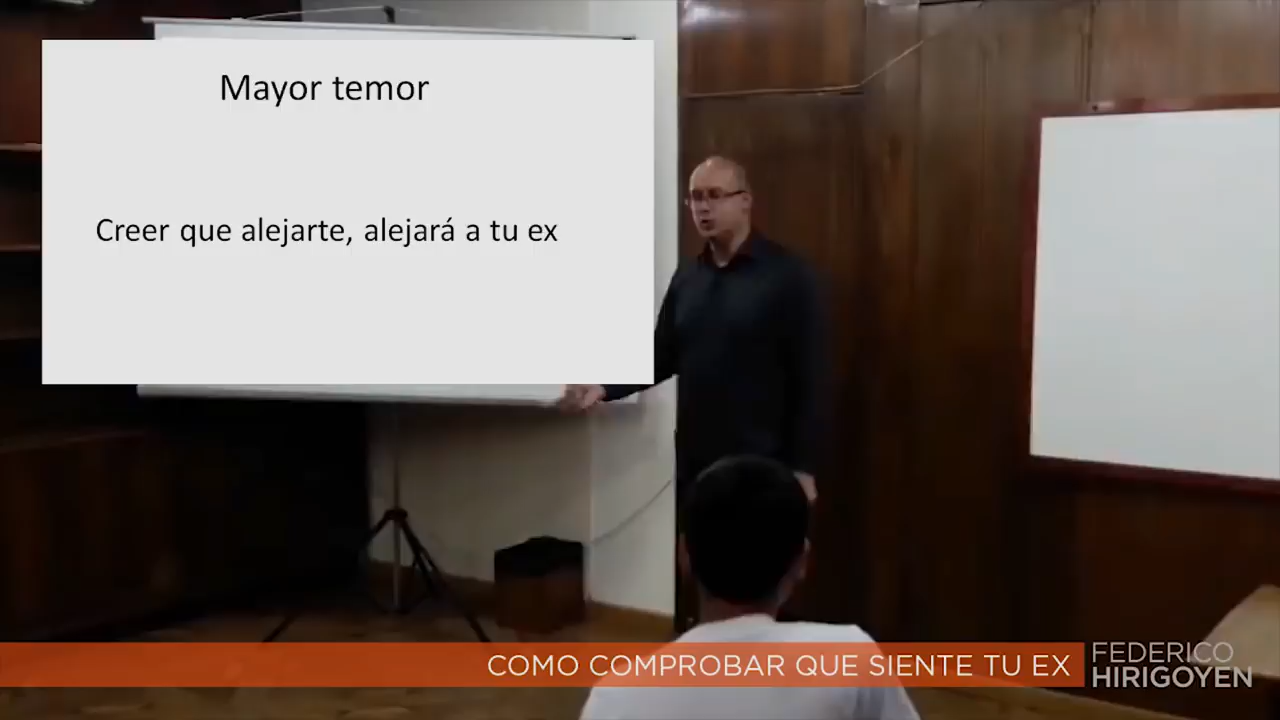 Mayor temor
Creer que alejarte, alejará a tu ex
COMO COMPROBAR QUE SIENTE TU EX
FEDERICO
HIRIGOYEN